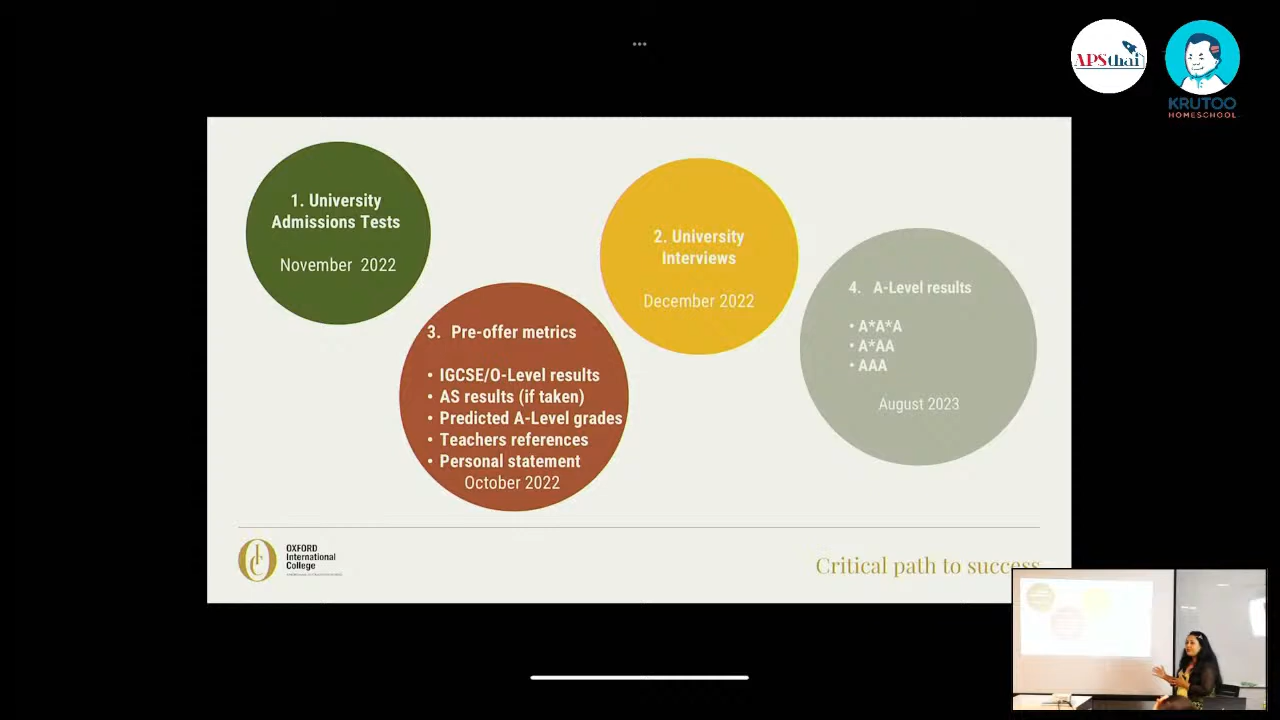 APSthai
KRUTOO
HOMESCHOOL
1. University
Admissions Tests
November 2022
2. University
Interviews
December 2022
3. Pre-offer metrics
• IGCSE/O-Level results
• AS results (if taken)
• Predicted A-Level grades
• Teachers references
• Personal statement
October 2022
4. A-Level results
• A*A*A
• A*AA
• AAA
August 2023
OXFORD
International
College
Critical path to success